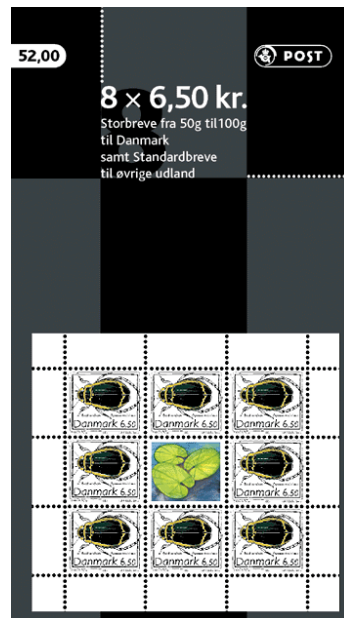 52,00
POST
8 × 6,50 kr.
Storbreve fra 50g til100g
til Danmark
samt Standardbreve
til øvrige udland
Danmark 6.50
Danmark 6.50
Danmark 6.50
Danmark 6.50
Danmark 6.50
Danmark 6.50
Danmark 6.50
Danmark 6.50